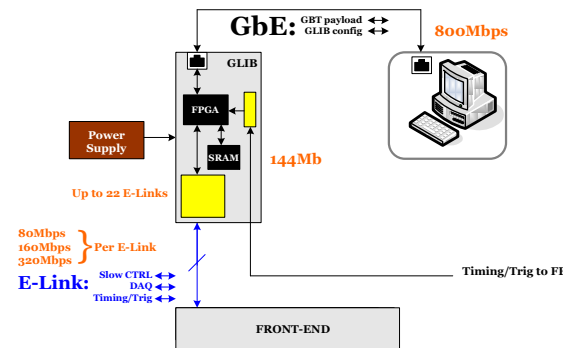 GbE:
GBT payload
GLIB config
800Mbps
GLIB
FPGA
Power
Supply
SRAM
144Mb
Up to 22 E-Links
80Mbps
160Mbps
320Mbps
Per E-Link
E-Link:
Slow CTRL
DAQ
Timing/Trig
Timing/Trig to FE
FRONT-END